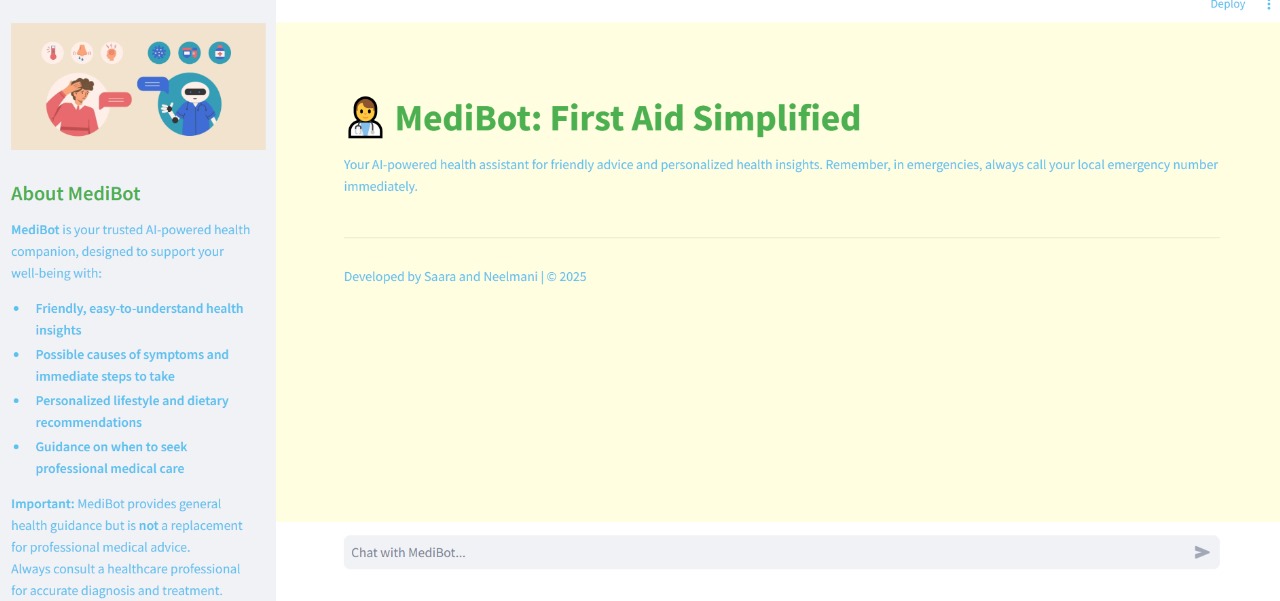 Deploy
About MediBot
MediBot is your trusted AI-powered health
companion, designed to support your
well-being with:
• Friendly, easy-to-understand health
insights
• Possible causes of symptoms and
immediate steps to take
• Personalized lifestyle and dietary
recommendations
• Guidance on when to seek
professional medical care
Important: MediBot provides general
health guidance but is not a replacement
for professional medical advice.
Always consult a healthcare professional
for accurate diagnosis and treatment.
MediBot: First Aid Simplified
Your AI-powered health assistant for friendly advice and personalized health insights. Remember, in emergencies, always call your local emergency number
immediately.
Developed by Saara and Neelmani | © 2025
Chat with MediBot...